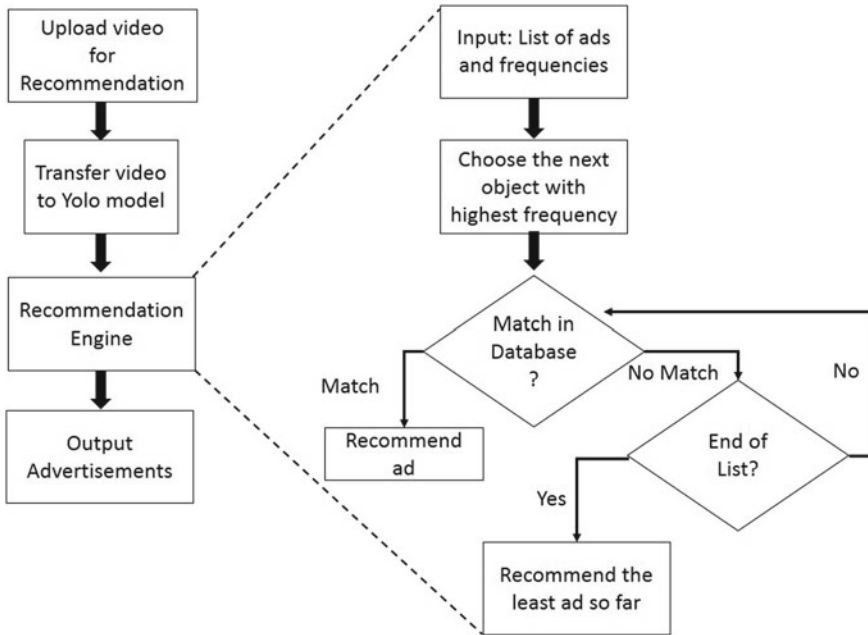 Upload video
for
Recommendation
Transfer video
to Yolo model
Recommendation
Engine
Output
Advertisements
Input: List of ads
and frequencies
Choose the next
object with
highest frequency
Match in
Database
?
Match
No Match
No
Recommend
ad
End of
List?
Yes
Recommend the
least ad so far